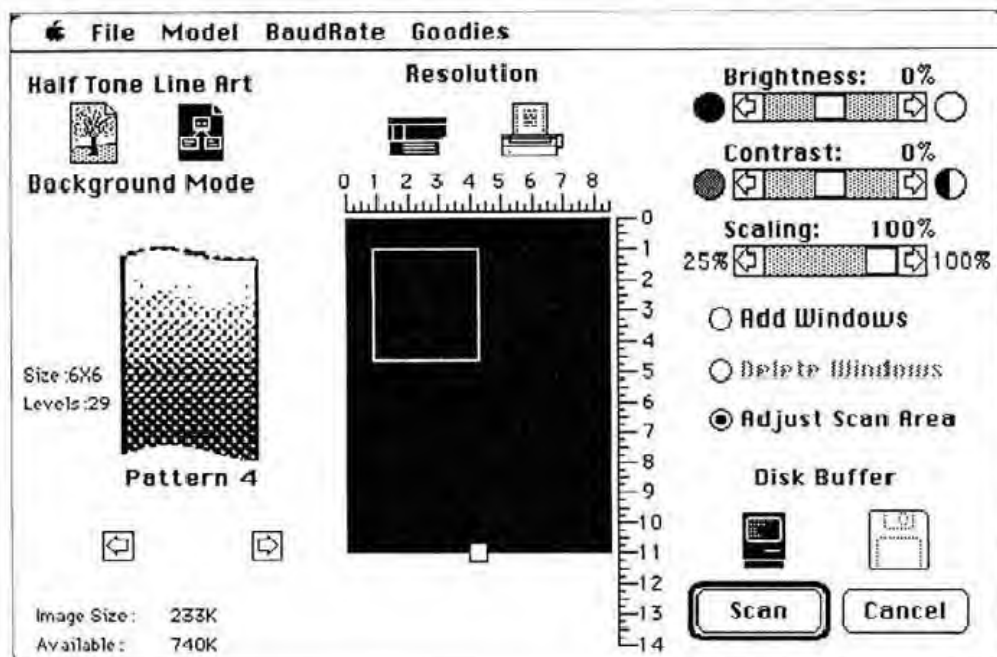 File Model BaudRate Goodies
Half Tone Line Art
Background Mode
Size :6X6
Levels :29
Pattern 4
Image Size : 233K
Available : 740K
Resolution
0 1 2 3 4 5 6 7 8
0
1
2
3
4
5
6
7
8
9
10
11
12
13
14
Brightness: 0%
Contrast: 0%
Scaling: 100%
25% 100%
Add Windows
Delete Windows
Adjust Scan Area
Disk Buffer
Scan Cancel